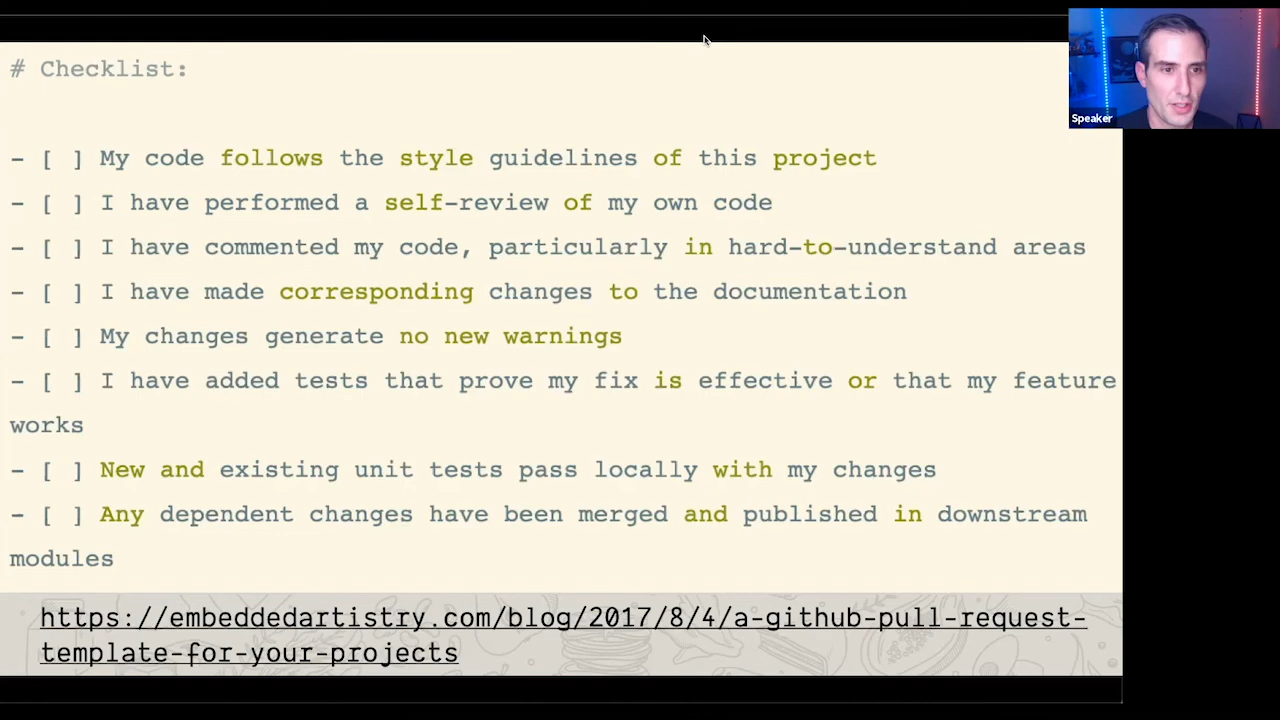 # Checklist:
- [ ] My code follows the style guidelines of this project
- [ ] I have performed a self-review of my own code
- [ ] I have commented my code, particularly in hard-to-understand areas
- [ ] I have made corresponding changes to the documentation
- [ ] My changes generate no new warnings
- [ ] I have added tests that prove my fix is effective or that my feature
works
- [ ] New and existing unit tests pass locally with my changes
- [ ] Any dependent changes have been merged and published in downstream
modules
https://embeddedartistry.com/blog/2017/8/4/a-github-pull-request-
template-for-your-projects
Speaker